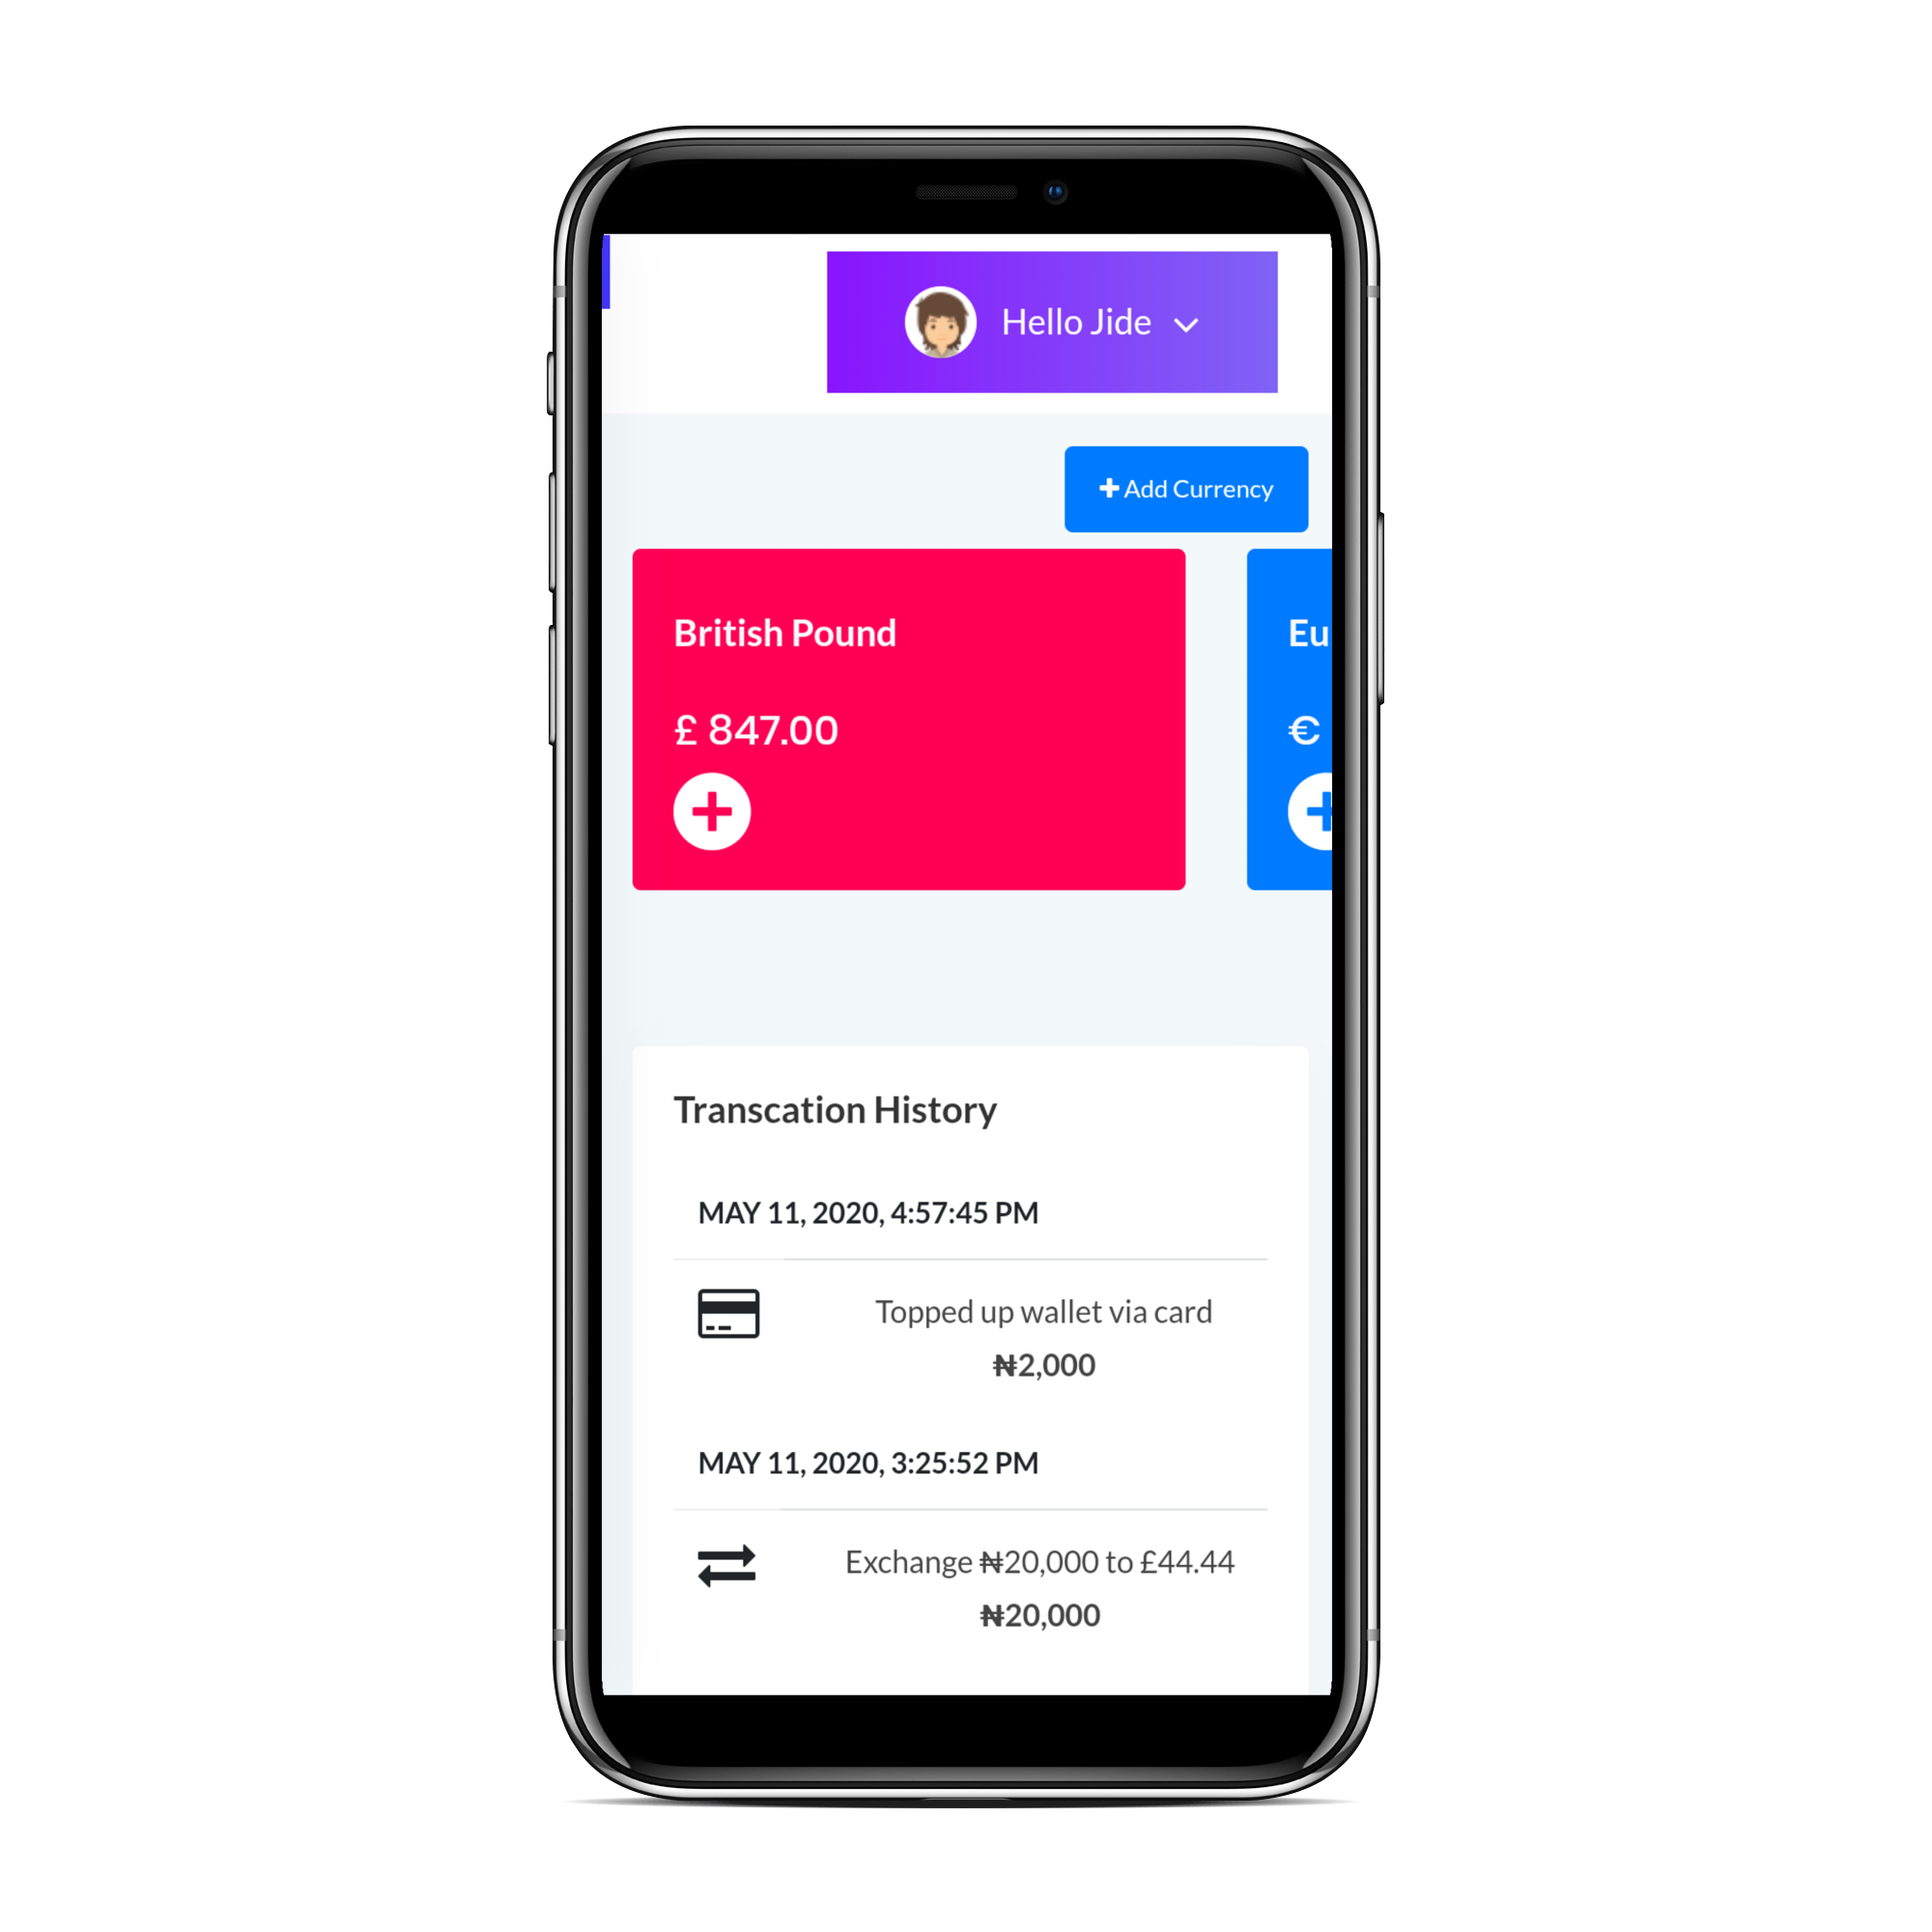 Hello Jide
Add Currency
British Pound
Eu
£ 847.00
€
Transcation History
MAY 11, 2020, 4:57:45 PM
Topped up wallet via card
₦2,000
MAY 11, 2020, 3:25:52 PM
Exchange ₦20,000 to £44.44
₦20,000